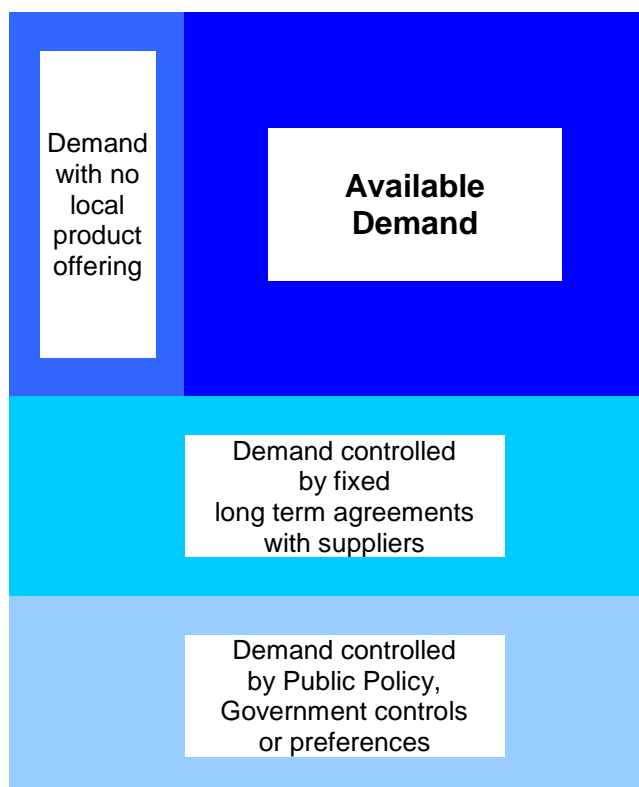 Demand
with no
local
product
offering
Available
Demand
Demand controlled
by fixed
long term agreements
with suppliers
Demand controlled
by Public Policy,
Government controls
or preferences